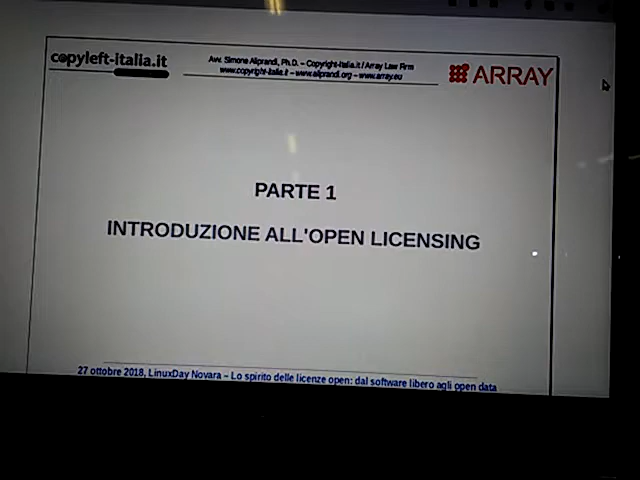 copyleft-italia.it
Avv. Simone Aliprandi, Ph.D. – Copyright-Italia.it / Array Law Firm
www.copyright-italia.it – www.aliprandi.org – www.array.eu
ARRAY
PARTE 1
INTRODUZIONE ALL'OPEN LICENSING
27 ottobre 2018, LinuxDay Novara – Lo spirito delle licenze open: dal software libero agli open data